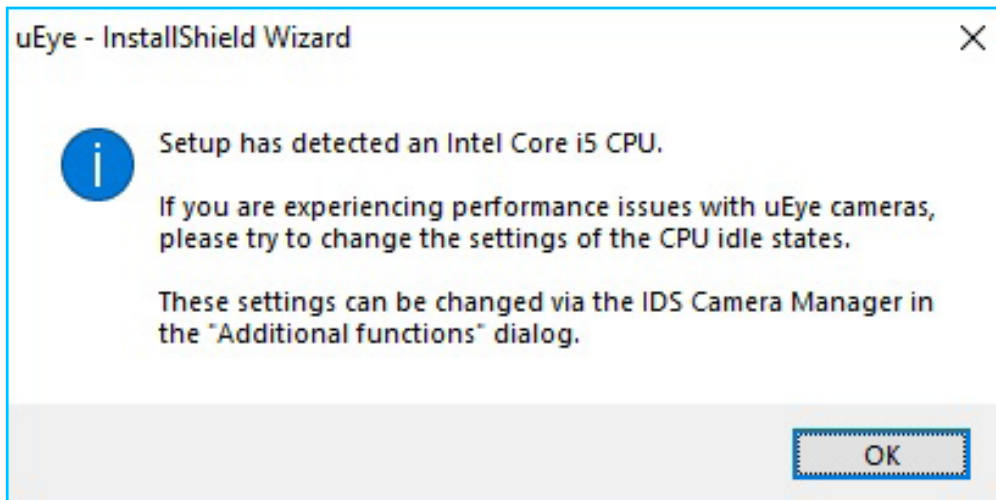 uEye - InstallShield Wizard
Setup has detected an Intel Core i5 CPU.
If you are experiencing performance issues with uEye cameras,
please try to change the settings of the CPU idle states.
These settings can be changed via the IDS Camera Manager in
the "Additional functions" dialog.
OK